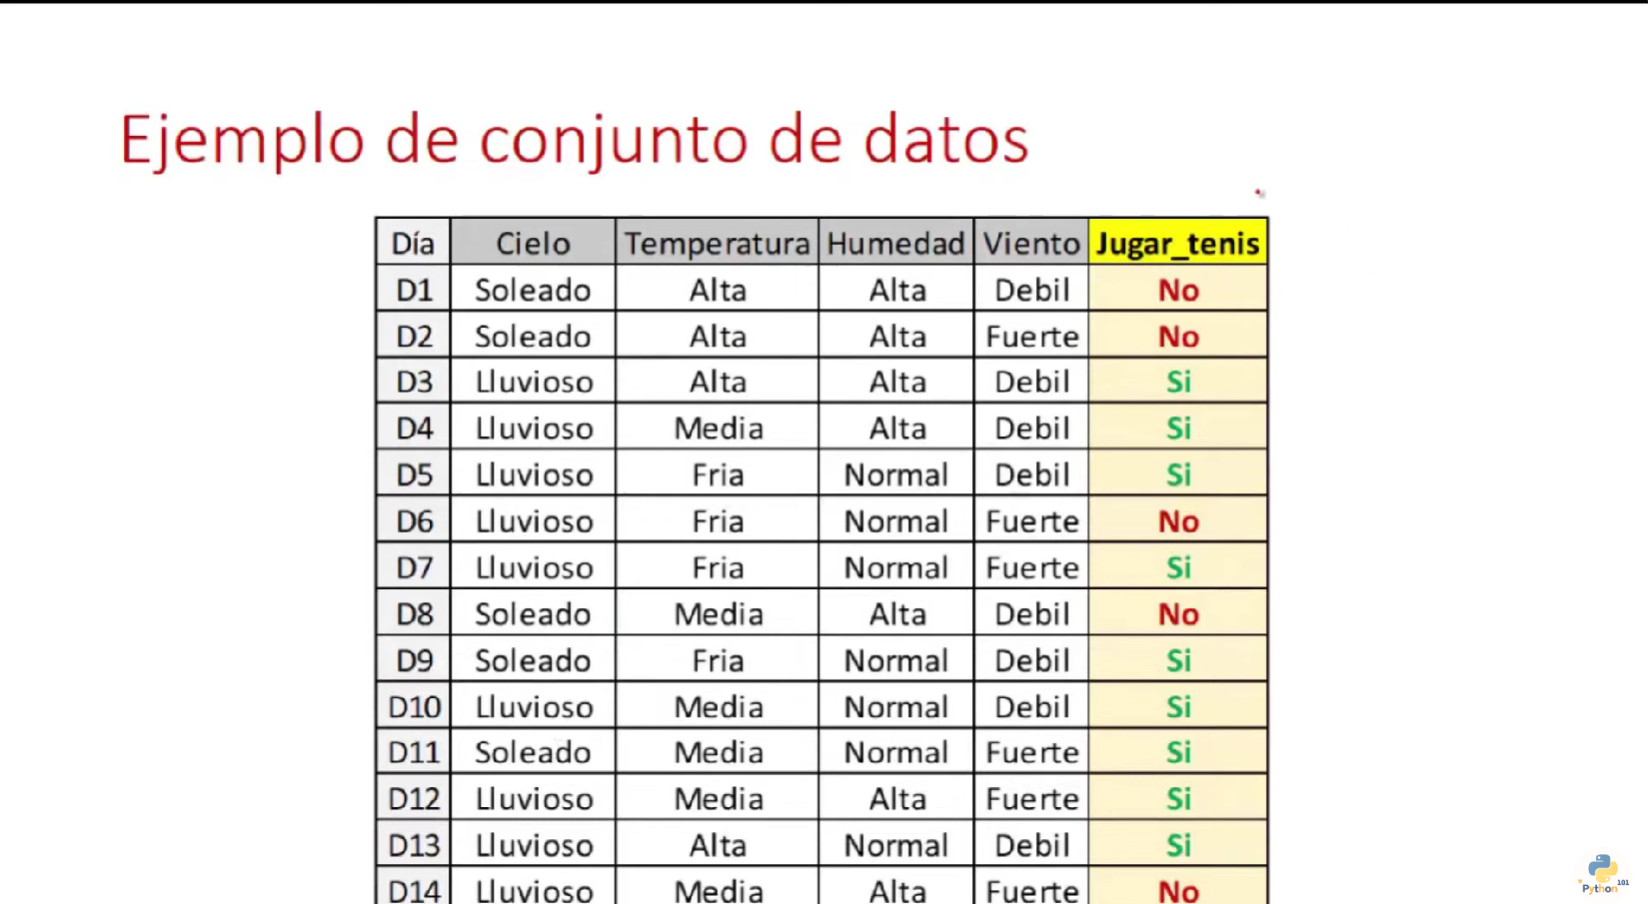 Ejemplo de conjunto de datos
Día Cielo Temperatura Humedad Viento Jugar_tenis
D1 Soleado Alta Alta Debil No
D2 Soleado Alta Alta Fuerte No
D3 Lluvioso Alta Alta Debil Si
D4 Lluvioso Media Alta Debil Si
D5 Lluvioso Fria Normal Debil Si
D6 Lluvioso Fria Normal Fuerte No
D7 Lluvioso Fria Normal Fuerte Si
D8 Soleado Media Alta Debil No
D9 Soleado Fria Normal Debil Si
D10 Lluvioso Media Normal Debil Si
D11 Soleado Media Normal Fuerte Si
D12 Lluvioso Media Alta Fuerte Si
D13 Lluvioso Alta Normal Debil Si
D14 Lluvioso Media Alta Fuerte No
Python 101